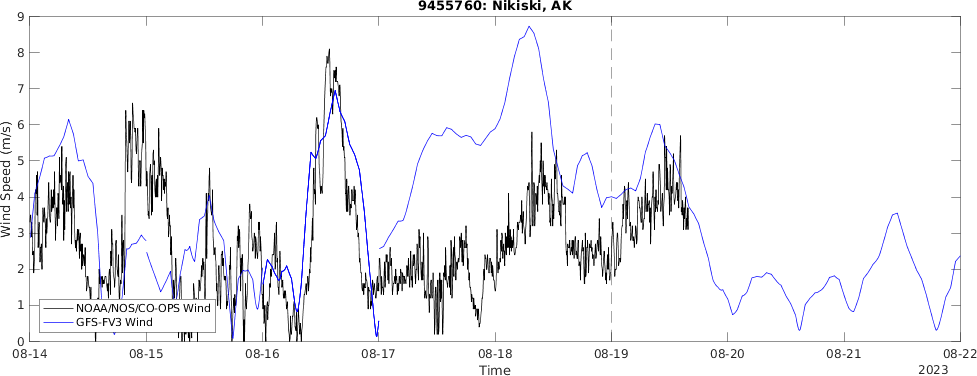 9455760: Nikiski, AK
9
8
7
6
5
4
3
2
1
0
Wind Speed (m/s)
NOAA/NOS/CO-OPS Wind
GFS-FV3 Wind
08-14 08-15 08-16 08-17 08-18 08-19 08-20 08-21 08-22
Time
2023